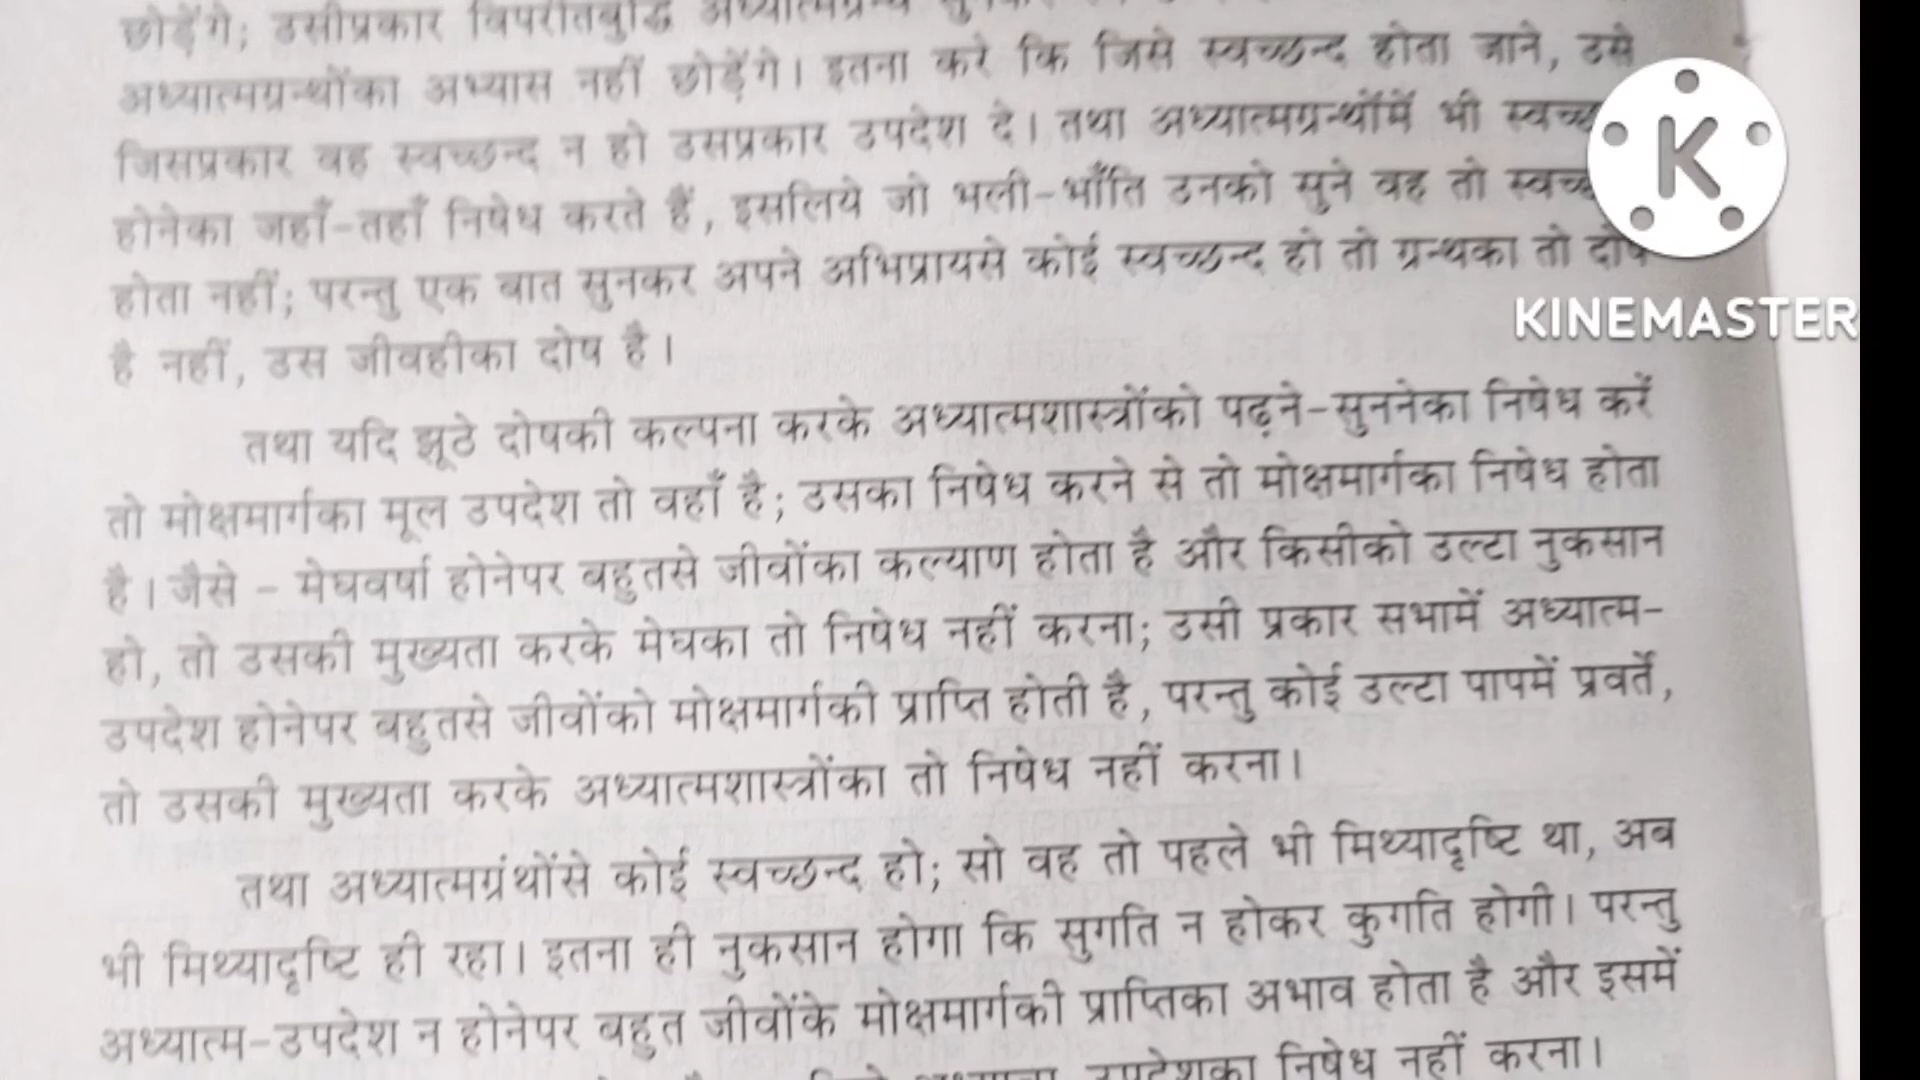 छोड़ेंगे; उसीप्रकार विपरीतबुद्धि अध्यात्मग्रन्थ
अध्यात्मग्रन्थोंका अभ्यास नहीं छोड़ेंगे। इतना करे कि जिसे स्वच्छन्द होता जाने, उसे
जिसप्रकार वह स्वच्छन्द न हो उसप्रकार उपदेश दे। तथा अध्यात्मग्रन्थोंमें भी
होनेका जहाँ-तहाँ निषेध करते हैं, इसलिये जो भली-भाँति उनको सुने वह तो
होता नहीं; परन्तु एक बात सुनकर अपने अभिप्रायसे कोई स्वच्छन्द हो तो ग्रन्थका तो दोष
है नहीं, उस जीवहीका दोष है।
तथा यदि झूठे दोषकी कल्पना करके अध्यात्मशास्त्रोंको पढ़ने-सुननेका निषेध करें
तो मोक्षमार्गका मूल उपदेश तो वहाँ है; उसका निषेध करने से तो मोक्षमार्गका निषेध होता
है। जैसे - मेघवर्षा होनेपर बहुतसे जीवोंका कल्याण होता है और किसीको उल्टा नुकसान
हो, तो उसकी मुख्यता करके मेघका तो निषेध नहीं करना; उसी प्रकार सभामें अध्यात्म-
उपदेश होनेपर बहुतसे जीवोंको मोक्षमार्गकी प्राप्ति होती है, परन्तु कोई उल्टा पापमें प्रवर्ते,
तो उसकी मुख्यता करके अध्यात्मशास्त्रोंका तो निषेध नहीं करना।
तथा अध्यात्मग्रंथोंसे कोई स्वच्छन्द हो; सो वह तो पहले भी मिथ्यादृष्टि था, अब
भी मिथ्यादृष्टि ही रहा। इतना ही नुकसान होगा कि सुगति न होकर कुगति होगी। परन्तु
अध्यात्म-उपदेश न होनेपर बहुत जीवोंके मोक्षमार्गकी प्राप्तिका अभाव होता है और इसमें
उपदेशका निषेध नहीं करना।
K
KINEMASTER